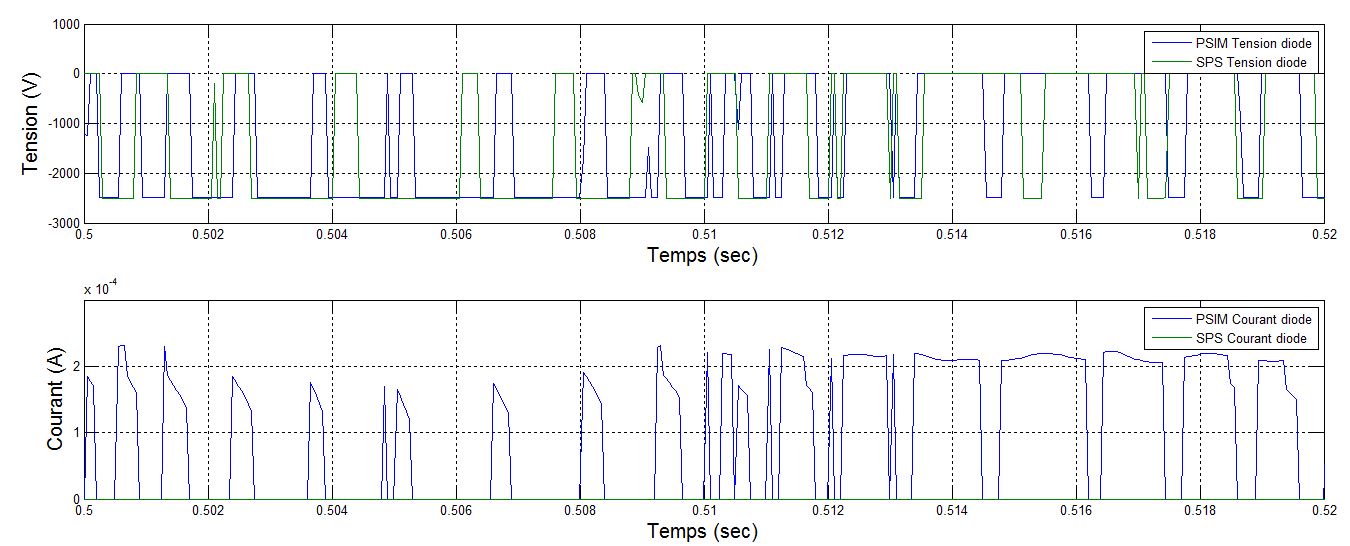 1000
0
-1000
-2000
-3000
Tension (V)
PSIM Tension diode
SPS Tension diode
0.5 0.502 0.504 0.506 0.508 0.51 0.512 0.514 0.516 0.518 0.52
Temps (sec)
x 10-4
2
1
0
Courant (A)
PSIM Courant diode
SPS Courant diode
0.5 0.502 0.504 0.506 0.508 0.51 0.512 0.514 0.516 0.518 0.52
Temps (sec)